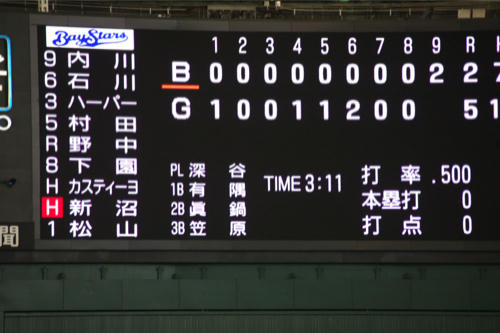 BayStars
9 内川
6 石川
3 ハーパー
5 村田
R 野中
8 下園
H カスティーヨ
H 新沼
1 松山
1 2 3 4 5 6 7 8 9 R H
B 0 0 0 0 0 0 0 0 2 2 7
G 1 0 0 1 1 2 0 0 5 1
PL 深谷
1B 有隅
2B 眞鍋
3B 笠原
TIME 3:11
打率 .500
本塁打 0
打点 0
聞